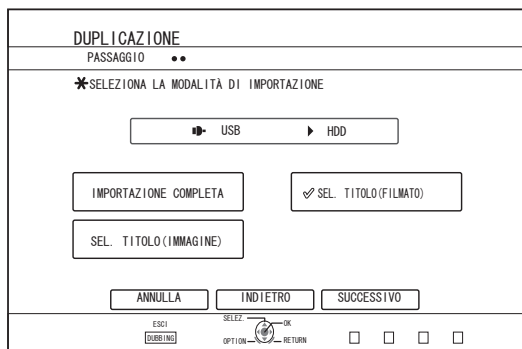 DUPLICAZIONE
PASSAGGIO
SELEZIONA LA MODALITÀ DI IMPORTAZIONE
USB HDD
IMPORTAZIONE COMPLETA
SEL. TITOLO(FILMATO)
SEL. TITOLO(IMMAGINE)
ANNULLA INDIETRO SUCCESSIVO
ESCI SELEZ. OK
DUBBING OPTION RETURN